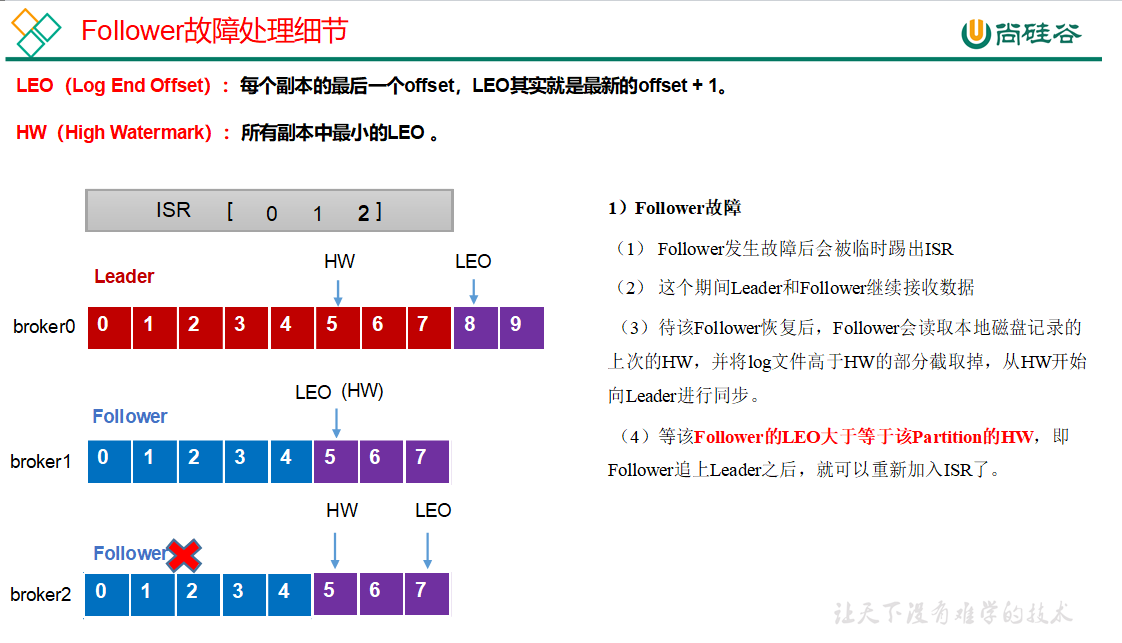 Follower故障处理细节
尚硅谷
LEO（Log End Offset）：每个副本的最后一个offset，LEO其实就是最新的offset + 1。
HW（High Watermark）：所有副本中最小的LEO 。
ISR [ 0 1 2 ]
Leader
HW
LEO
broker0 0 1 2 3 4 5 6 7 8 9
LEO (HW)
Follower
broker1 0 1 2 3 4 5 6 7
HW
LEO
Follower
broker2 0 1 2 3 4 5 6 7
1）Follower故障
（1） Follower发生故障后会被临时踢出ISR
（2） 这个期间Leader和Follower继续接收数据
（3）待该Follower恢复后，Follower会读取本地磁盘记录的
上次的HW，并将log文件高于HW的部分截取掉，从HW开始
向Leader进行同步。
（4）等该Follower的LEO大于等于该Partition的HW，即
Follower追上Leader之后，就可以重新加入ISR了。
让天下没有难学的技术